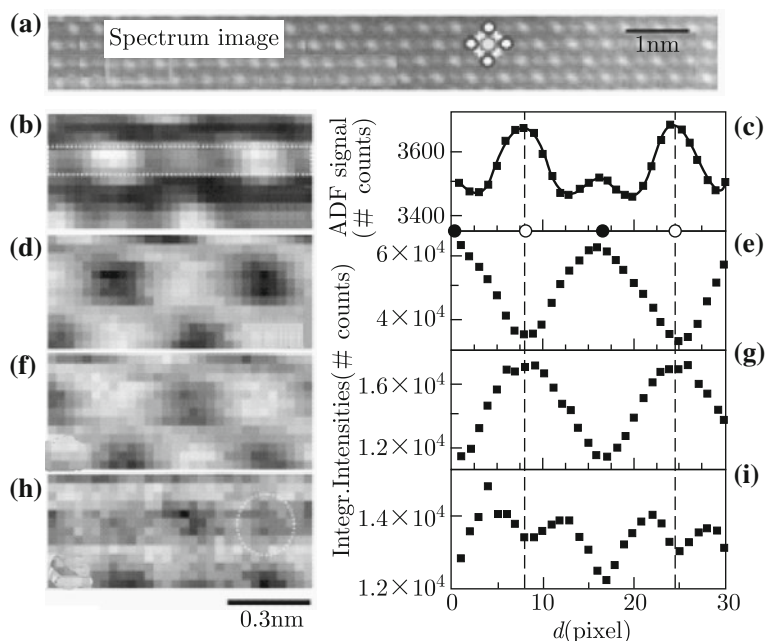 (a)
Spectrum image
1nm
(b)
(d)
(f)
(h)
0.3nm
ADF signal
(# counts)
3600
3400
(c)
Integr.Intensities(# counts)
6×10⁴
4×10⁴
(e)
1.6×10⁴
1.2×10⁴
(g)
1.4×10⁴
1.2×10⁴
(i)
0 10 20 30
d(pixel)